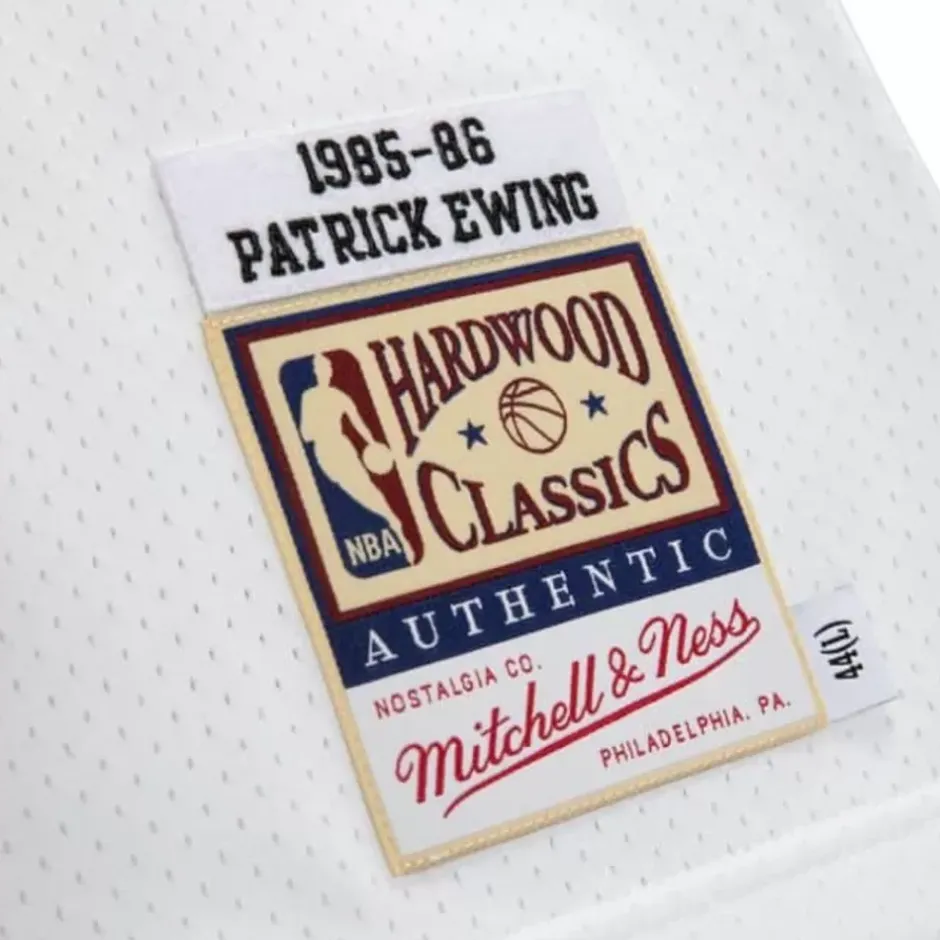 1985-86
PATRICK EWING
HARDWOOD
CLASSICS
NBA
AUTHENTIC
NOSTALGIA CO.
Mitchell & Ness
PHILADELPHIA, PA.
44(L)